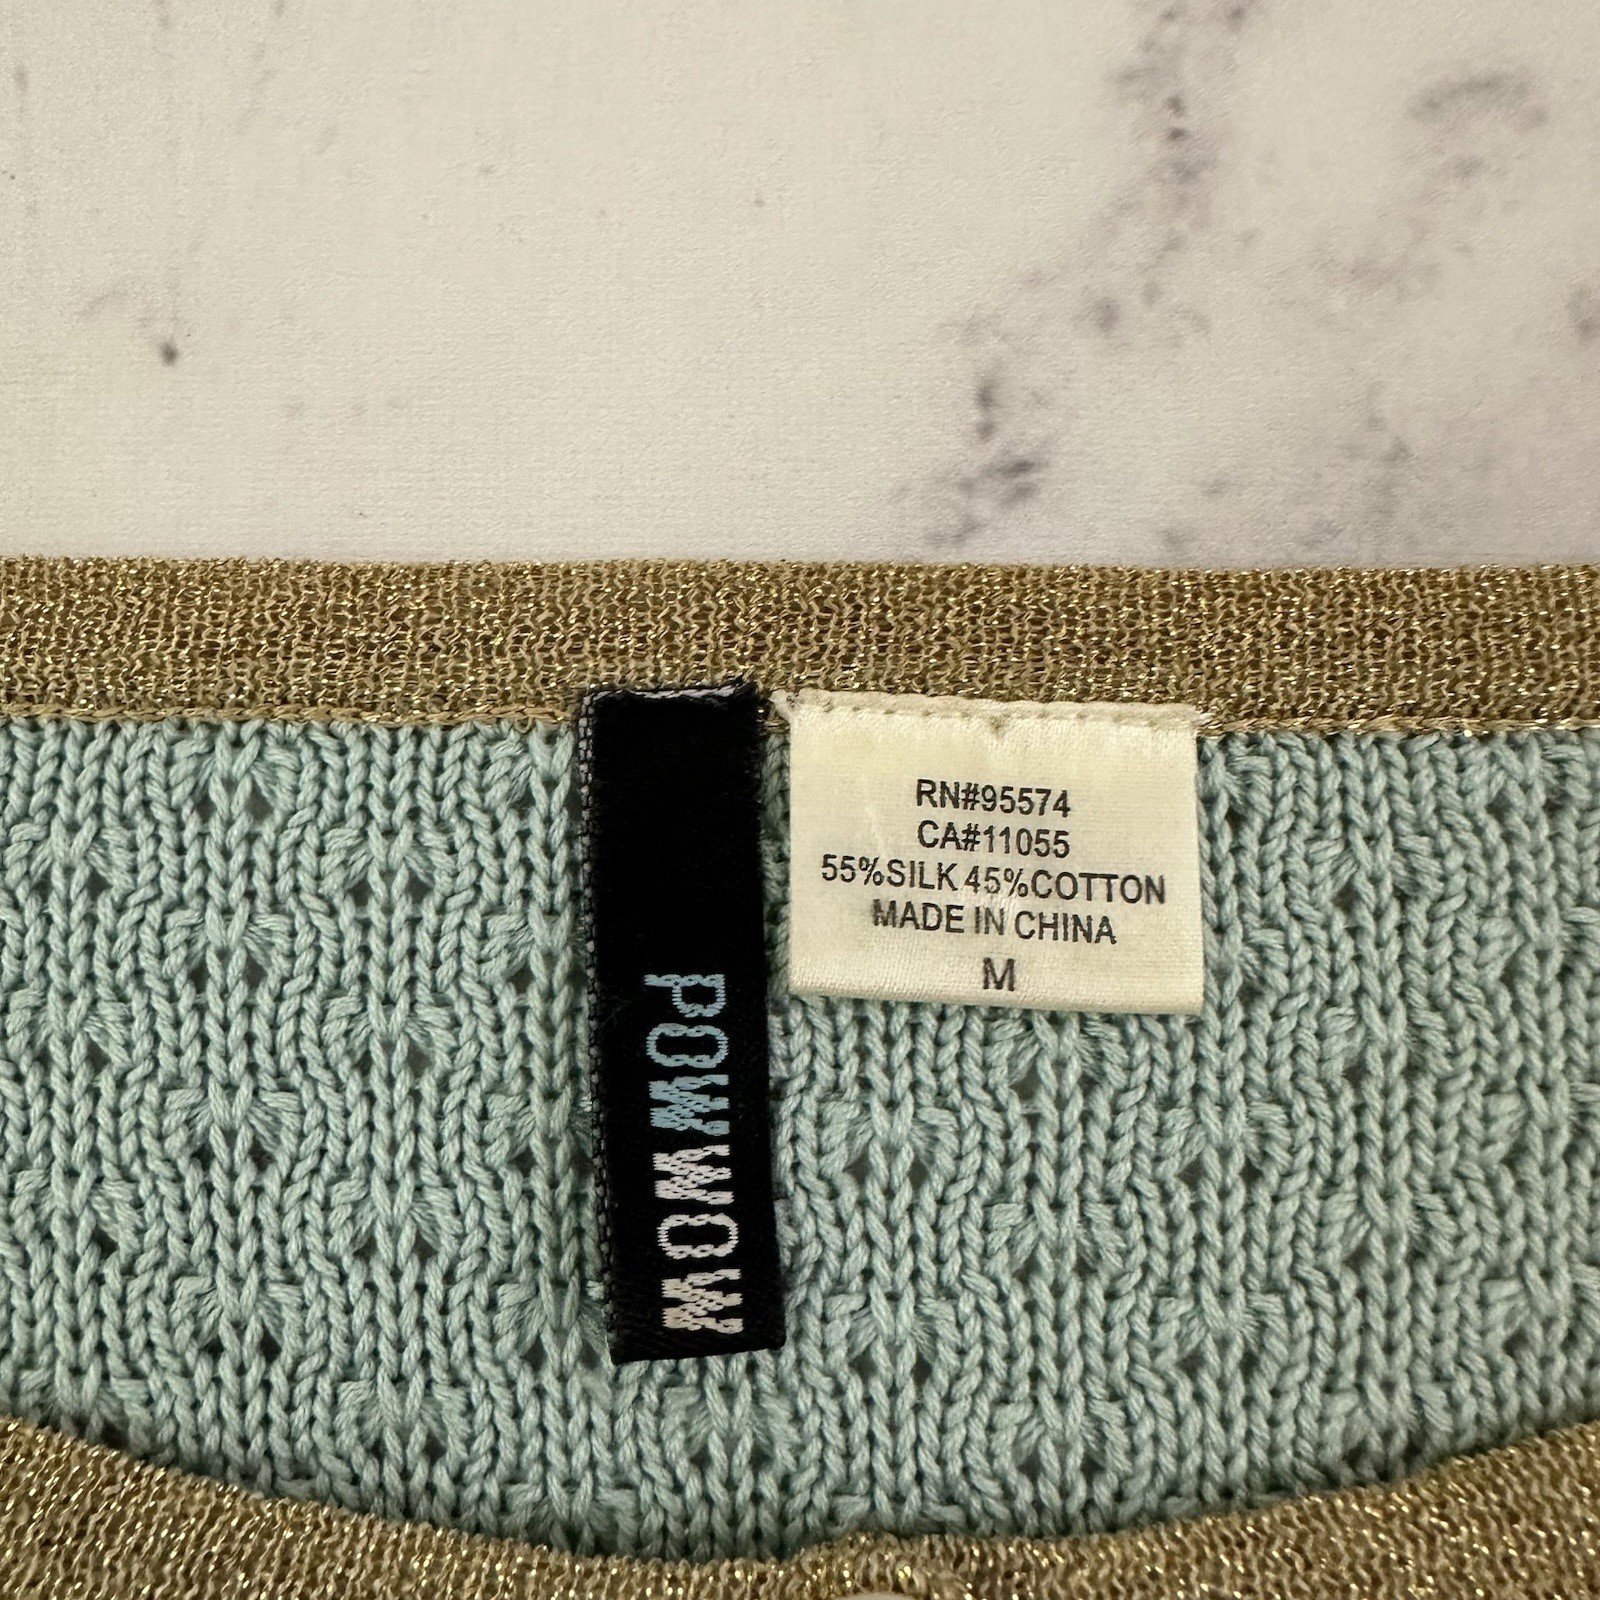 POWWOW
RN#95574
CA#11055
55%SILK 45%COTTON
MADE IN CHINA
M